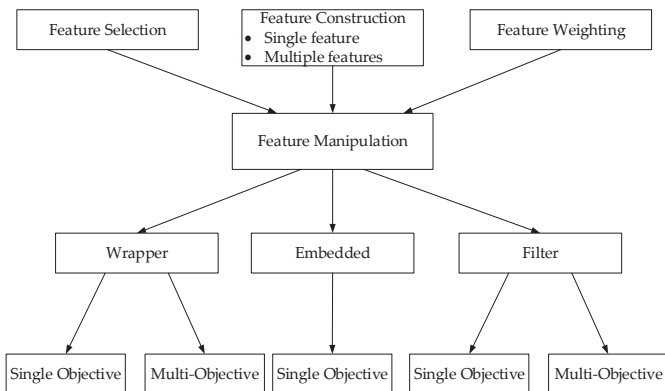 Feature Selection
Feature Construction
• Single feature
• Multiple features
Feature Weighting
Feature Manipulation
Wrapper
Embedded
Filter
Single Objective
Multi-Objective
Single Objective
Single Objective
Multi-Objective